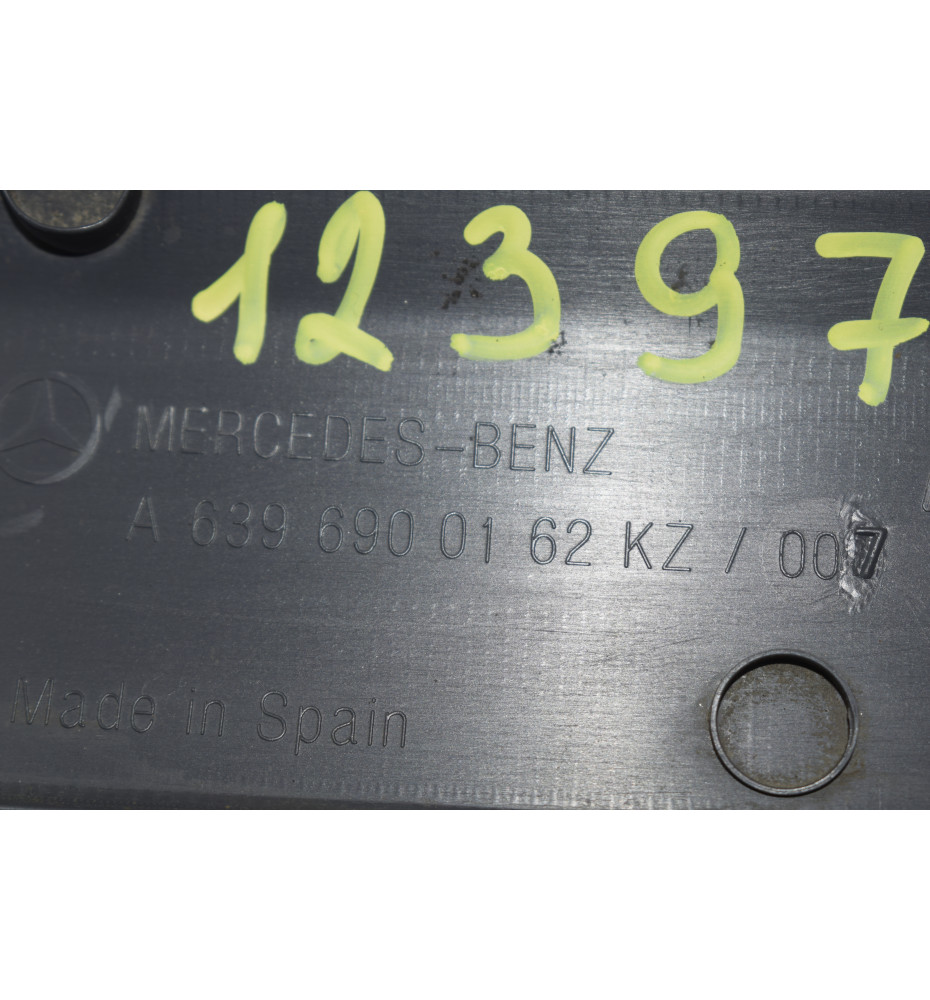 12397
MERCEDES-BENZ
A 639 690 01 62 KZ / 007
Made in Spain